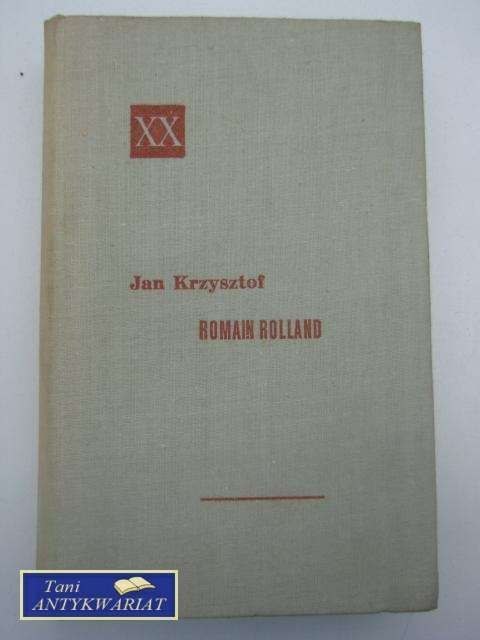 XX
Jan Krzysztof
ROMAIN ROLLAND
Tani
ANTYKWARIAT